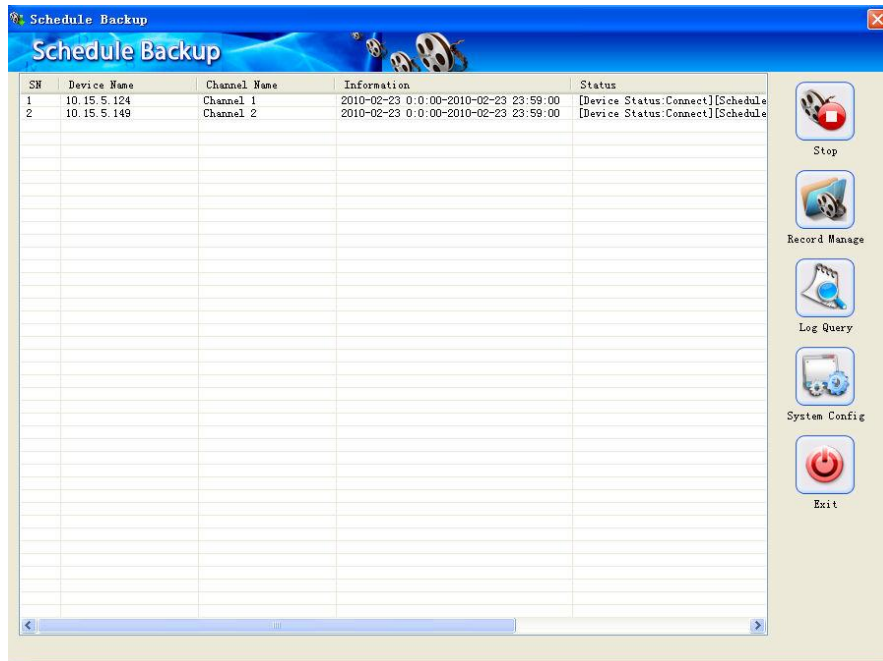 Schedule Backup
Schedule Backup
SN Device Name Channel Name Information Status
1 10.15.5.124 Channel 1 2010-02-23 0:0:00-2010-02-23 23:59:00 [Device Status:Connect][Schedule
2 10.15.5.149 Channel 2 2010-02-23 0:0:00-2010-02-23 23:59:00 [Device Status:Connect][Schedule
Stop
Record Manage
Log Query
System Config
Exit